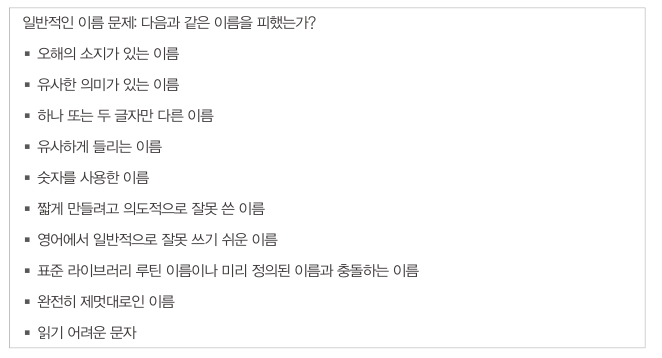 일반적인 이름 문제: 다음과 같은 이름을 피했는가?
▪ 오해의 소지가 있는 이름
▪ 유사한 의미가 있는 이름
▪ 하나 또는 두 글자만 다른 이름
▪ 유사하게 들리는 이름
▪ 숫자를 사용한 이름
▪ 짧게 만들려고 의도적으로 잘못 쓴 이름
▪ 영어에서 일반적으로 잘못 쓰기 쉬운 이름
▪ 표준 라이브러리 루틴 이름이나 미리 정의된 이름과 충돌하는 이름
▪ 완전히 제멋대로인 이름
▪ 읽기 어려운 문자